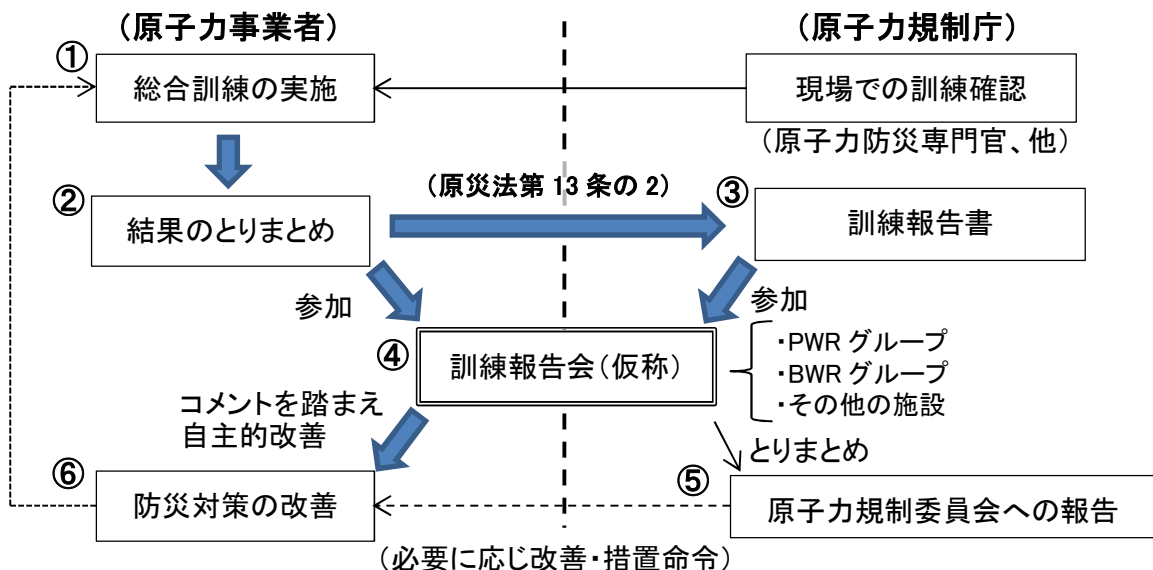 （原子力事業者）
（原子力規制庁）
①
総合訓練の実施
現場での訓練確認
（原子力防災専門官、他）
（原災法第 13 条の 2）
②
結果のとりまとめ
③
訓練報告書
参加
参加
④
訓練報告会（仮称）
・PWR グループ
・BWR グループ
・その他の施設
コメントを踏まえ
自主的改善
とりまとめ
⑥
防災対策の改善
⑤
原子力規制委員会への報告
（必要に応じ改善・措置命令）